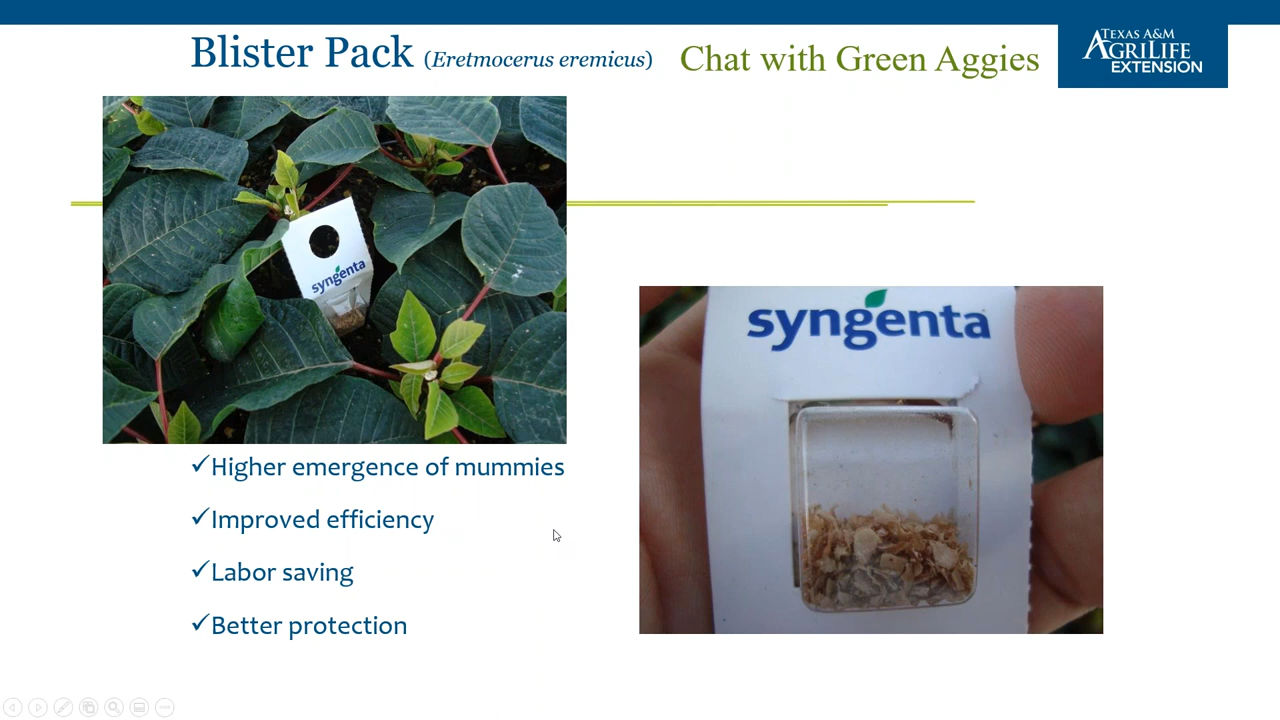 Blister Pack (Eretmocerus eremicus)
Chat with Green Aggies
TEXAS A&M
AGRILIFE
EXTENSION
syngenta
syngenta
✓Higher emergence of mummies
✓Improved efficiency
✓Labor saving
✓Better protection